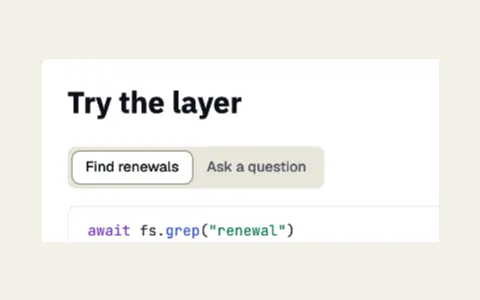 Try the layer
Find renewals Ask a question
await fs.grep("renewal")